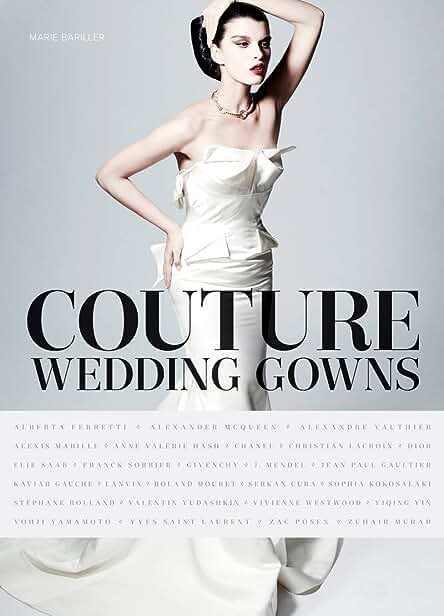 MARIE BARILLER
COUTURE
WEDDING GOWNS
ALBERTA FERRETTI ◊ ALEXANDER MCQUEEN ◊ ALEXANDRE VAUTHIER
ALEXIS MABILLE ◊ ANNE VALÉRIE HASH ◊ CHANEL ◊ CHRISTIAN LACROIX ◊ DIOR
ELIE SAAB ◊ FRANCK SORBIER ◊ GIVENCHY ◊ J. MENDEL ◊ JEAN PAUL GAULTIER
KAVIAR GAUCHE ◊ LANVIN ◊ ROLAND MOURET ◊ SERKAN CURA ◊ SOPHIA KOKOSALAKI
STÉPHANE ROLLAND ◊ VALENTIN YUDASHKIN ◊ VIVIENNE WESTWOOD ◊ YIQING YIN
YOHJI YAMAMOTO ◊ YVES SAINT LAURENT ◊ ZAC POSEN ◊ ZUHAIR MURAD